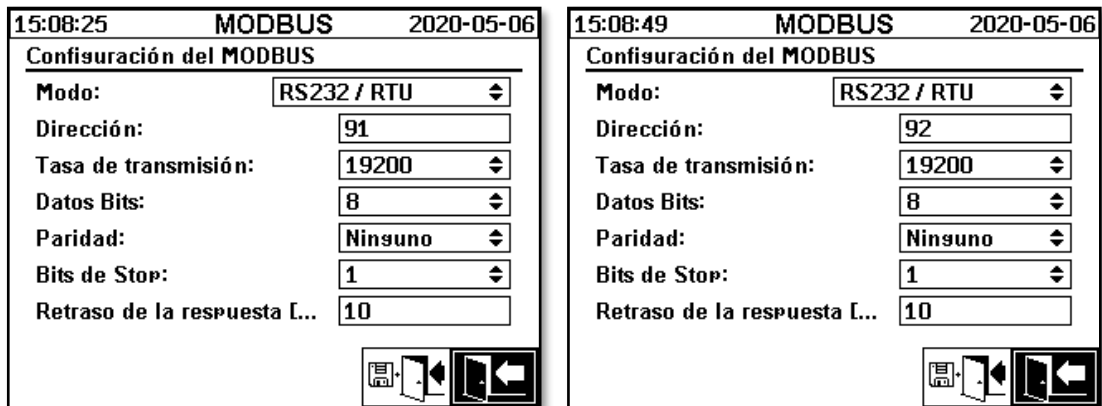 15:08:25 MODBUS 2020-05-06
Configuración del MODBUS
Modo: RS232 / RTU
Dirección: 91
Tasa de transmisión: 19200
Datos Bits: 8
Paridad: Ninguno
Bits de Stop: 1
Retraso de la respuesta [... 10
15:08:49 MODBUS 2020-05-06
Configuración del MODBUS
Modo: RS232 / RTU
Dirección: 92
Tasa de transmisión: 19200
Datos Bits: 8
Paridad: Ninguno
Bits de Stop: 1
Retraso de la respuesta [... 10